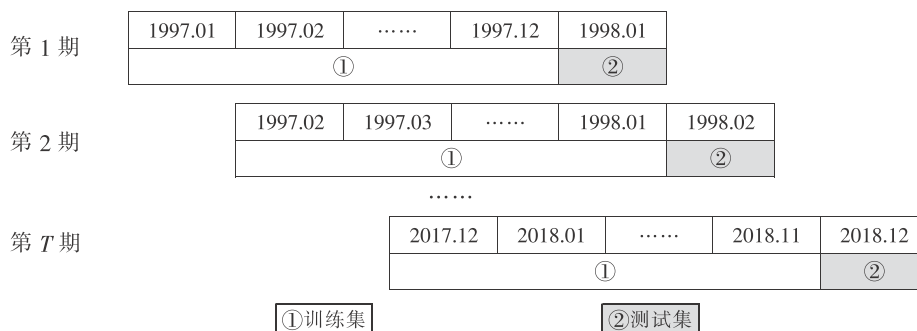 第 1 期
1997.01 1997.02 …… 1997.12 1998.01
① ②
第 2 期
1997.02 1997.03 …… 1998.01 1998.02
① ②
……
第 T 期
2017.12 2018.01 …… 2018.11 2018.12
① ②
①训练集 ②测试集